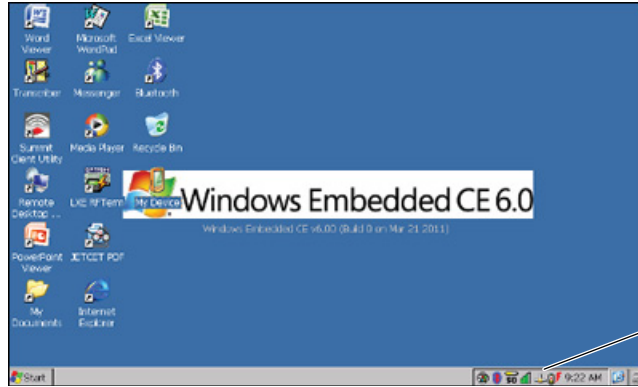 Word Viewer
Microsoft WordPad
Excel Viewer
Transcriber
Messenger
Bluetooth
Summit Client Utility
Media Player
Recycle Bin
Remote Desktop ...
LXE RFTerm
My Device
Windows Embedded CE 6.0
Windows Embedded CE v6.00 (Build 0 on Mar 21 2011)
PowerPoint Viewer
JETCET PDF
My Documents
Internet Explorer
Start
9:22 AM